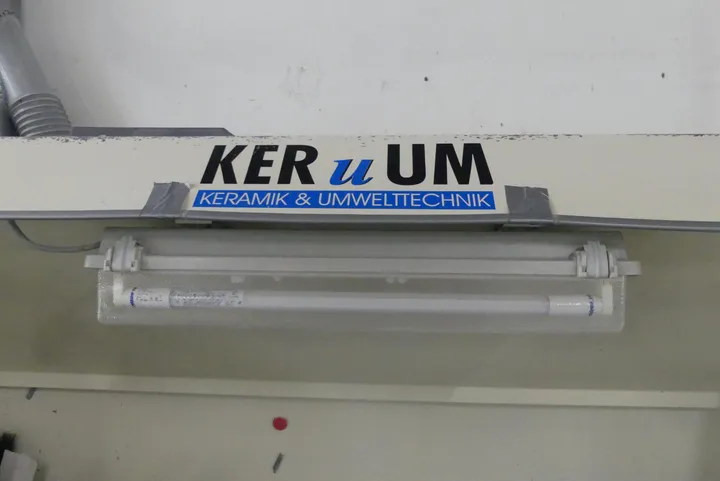 KER u UM
KERAMIK & UMWELTTECHNIK